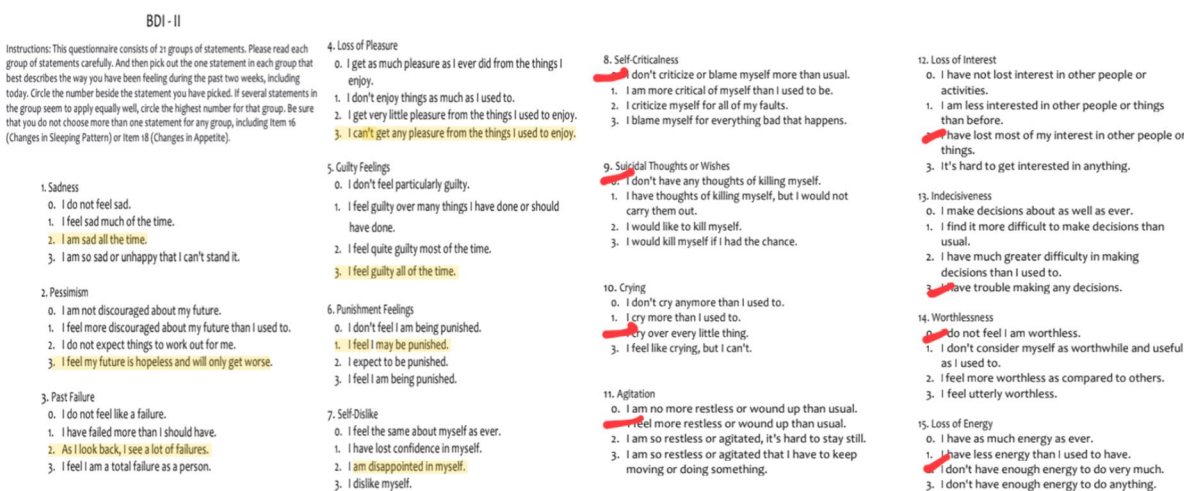 BDI - II
Instructions: This questionnaire consists of 21 groups of statements. Please read each
group of statements carefully. And then pick out the one statement in each group that
best describes the way you have been feeling during the past two weeks, including
today. Circle the number beside the statement you have picked. If several statements in
the group seem to apply equally well, circle the highest number for that group. Be sure
that you do not choose more than one statement for any group, including Item 16
(Changes in Sleeping Pattern) or Item 18 (Changes in Appetite).
1. Sadness
0. I do not feel sad.
1. I feel sad much of the time.
2. I am sad all the time.
3. I am so sad or unhappy that I can't stand it.
2. Pessimism
0. I am not discouraged about my future.
1. I feel more discouraged about my future than I used to.
2. I do not expect things to work out for me.
3. I feel my future is hopeless and will only get worse.
3. Past Failure
0. I do not feel like a failure.
1. I have failed more than I should have.
2. As I look back, I see a lot of failures.
3. I feel I am a total failure as a person.
4. Loss of Pleasure
0. I get as much pleasure as I ever did from the things I
enjoy.
1. I don't enjoy things as much as I used to.
2. I get very little pleasure from the things I used to enjoy.
3. I can't get any pleasure from the things I used to enjoy.
5. Guilty Feelings
0. I don't feel particularly guilty.
1. I feel guilty over many things I have done or should
have done.
2. I feel quite guilty most of the time.
3. I feel guilty all of the time.
6. Punishment Feelings
0. I don't feel I am being punished.
1. I feel I may be punished.
2. I expect to be punished.
3. I feel I am being punished.
7. Self-Dislike
0. I feel the same about myself as ever.
1. I have lost confidence in myself.
2. I am disappointed in myself.
3. I dislike myself.
8. Self-Criticalness
don't criticize or blame myself more than usual.
1. I am more critical of myself than I used to be.
2. I criticize myself for all of my faults.
3. I blame myself for everything bad that happens.
9. Suicidal Thoughts or Wishes
I don't have any thoughts of killing myself.
1. I have thoughts of killing myself, but I would not
carry them out.
2. I would like to kill myself.
3. I would kill myself if I had the chance.
10. Crying
0. I don't cry anymore than I used to.
1. I cry more than I used to.
cry over every little thing.
3. I feel like crying, but I can't.
11. Agitation
0. I am no more restless or wound up than usual.
feel more restless or wound up than usual.
2. I am so restless or agitated, it's hard to stay still.
3. I am so restless or agitated that I have to keep
moving or doing something.
12. Loss of Interest
0. I have not lost interest in other people or
activities.
1. I am less interested in other people or things
than before.
have lost most of my interest in other people or
things.
3. It's hard to get interested in anything.
13. Indecisiveness
0. I make decisions about as well as ever.
1. I find it more difficult to make decisions than
usual.
2. I have much greater difficulty in making
decisions than I used to.
3. have trouble making any decisions.
14. Worthlessness
do not feel I am worthless.
1. I don't consider myself as worthwhile and useful
as I used to.
2. I feel more worthless as compared to others.
3. I feel utterly worthless.
15. Loss of Energy
0. I have as much energy as ever.
1. I have less energy than I used to have.
I don't have enough energy to do very much.
3. I don't have enough energy to do anything.